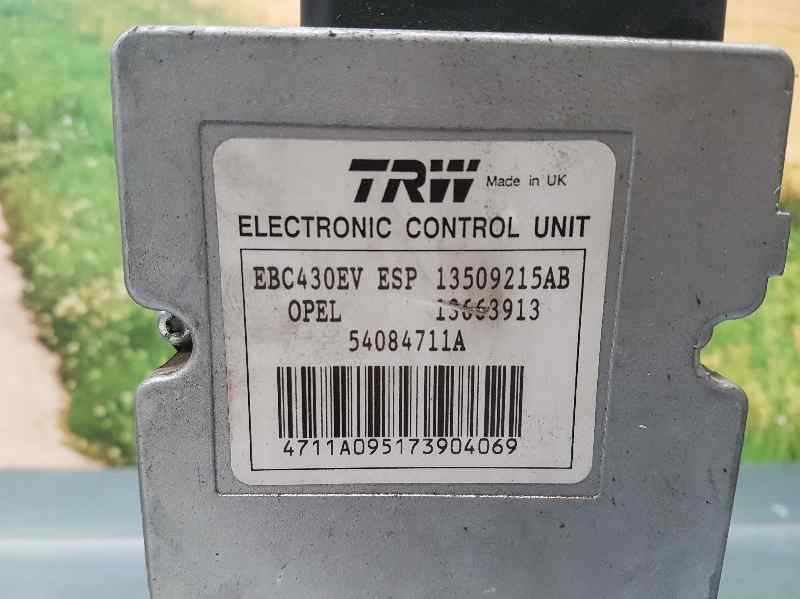 TRW Made in UK
ELECTRONIC CONTROL UNIT
EBC430EV ESP 13509215AB
OPEL 13663913
54084711A
4711A095173904069